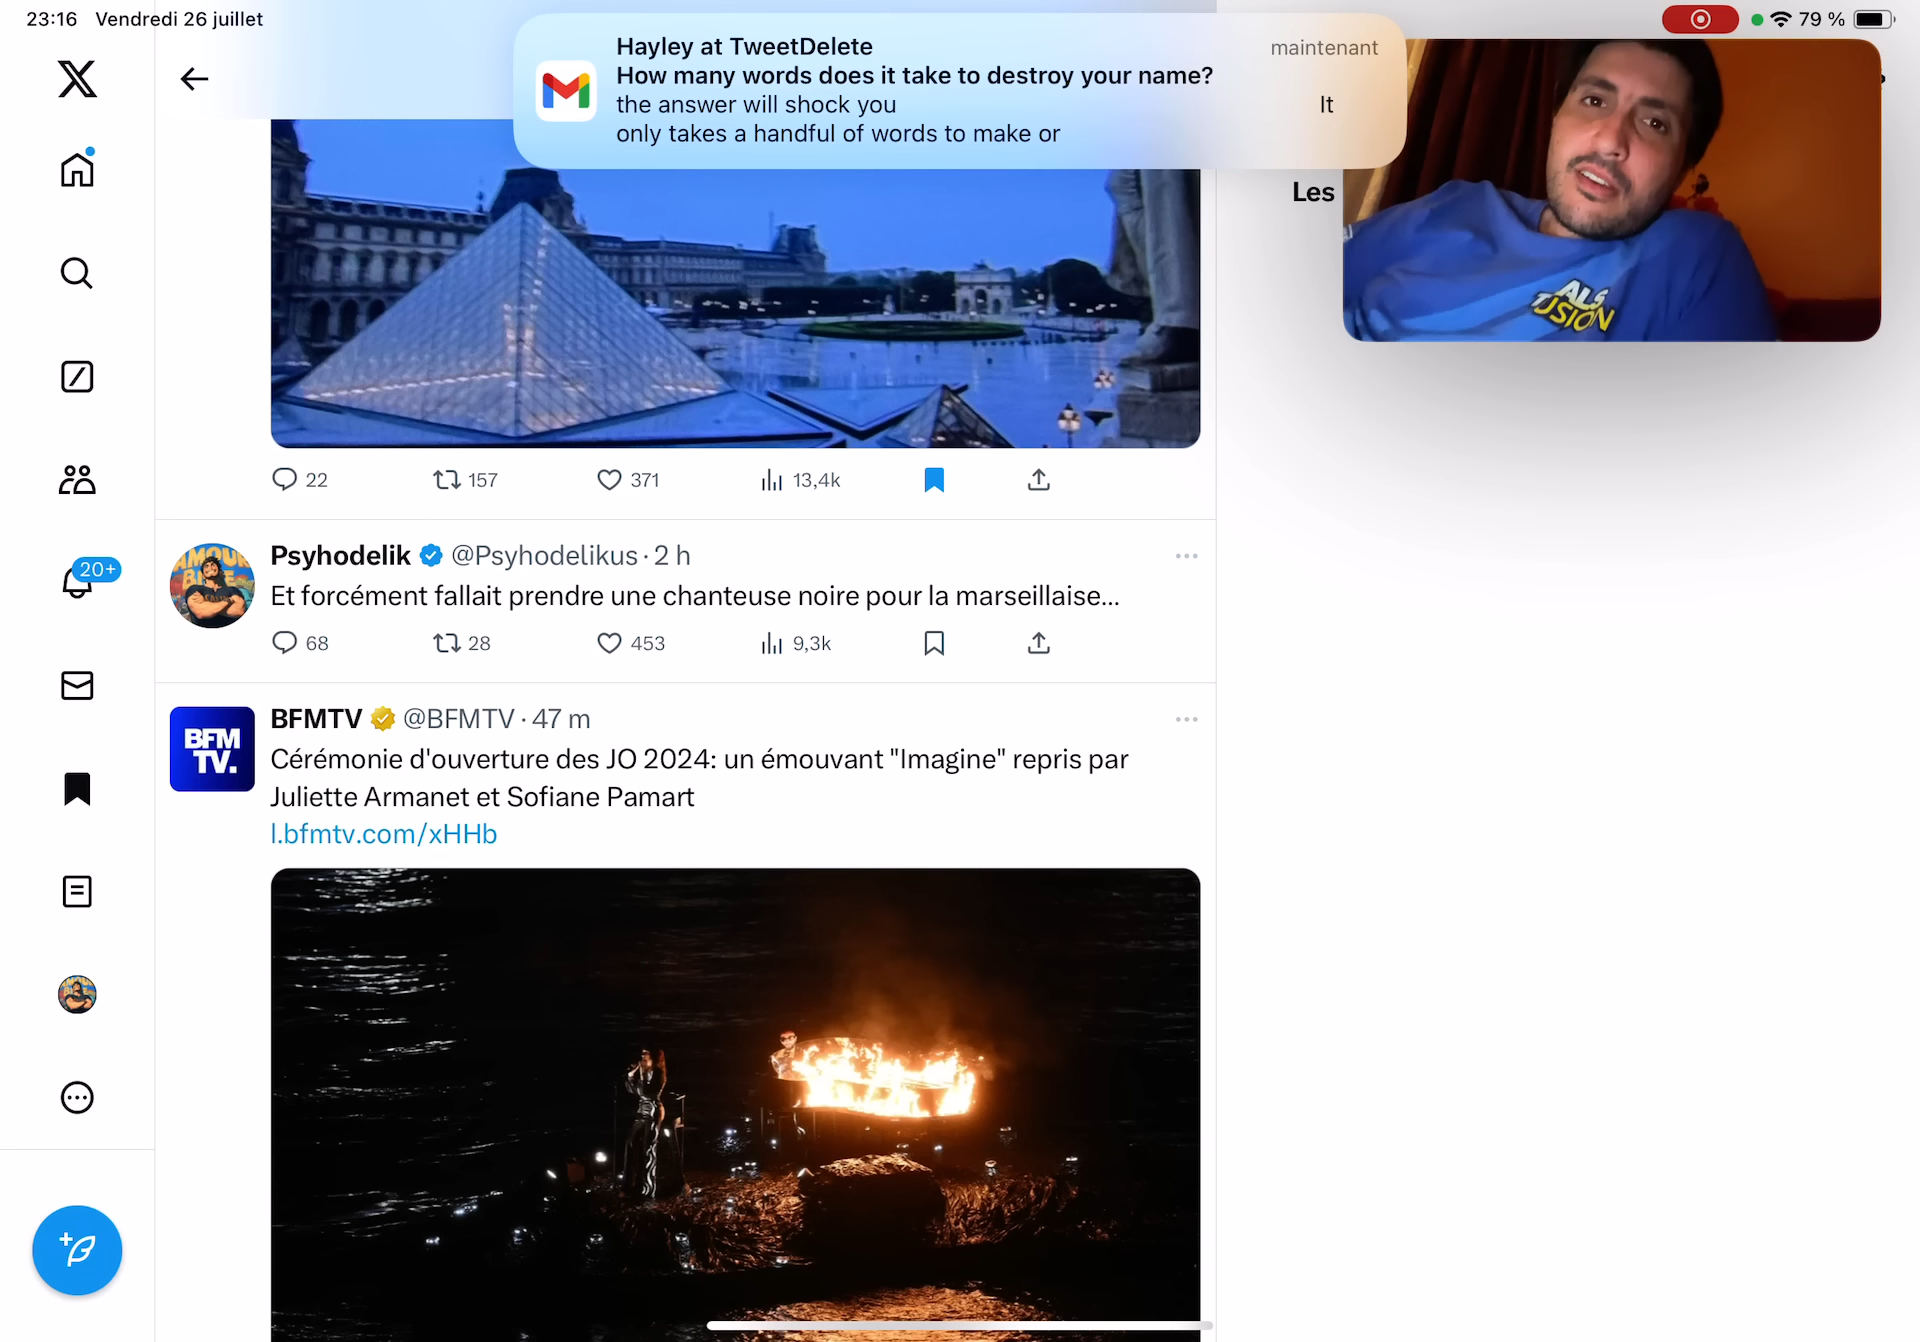 23:16 Vendredi 26 juillet
79 %
Hayley at TweetDelete
maintenant
How many words does it take to destroy your name?
the answer will shock you
It
only takes a handful of words to make or
Les
ALS
TUSION
22
157
371
13,4k
20+
AMOUR
Psyhodelik @Psyhodelikus · 2 h
Et forcément fallait prendre une chanteuse noire pour la marseillaise...
68
28
453
9,3k
BFM
TV.
BFMTV @BFMTV · 47 m
Cérémonie d'ouverture des JO 2024: un émouvant "Imagine" repris par
Juliette Armanet et Sofiane Pamart
l.bfmtv.com/xHHb